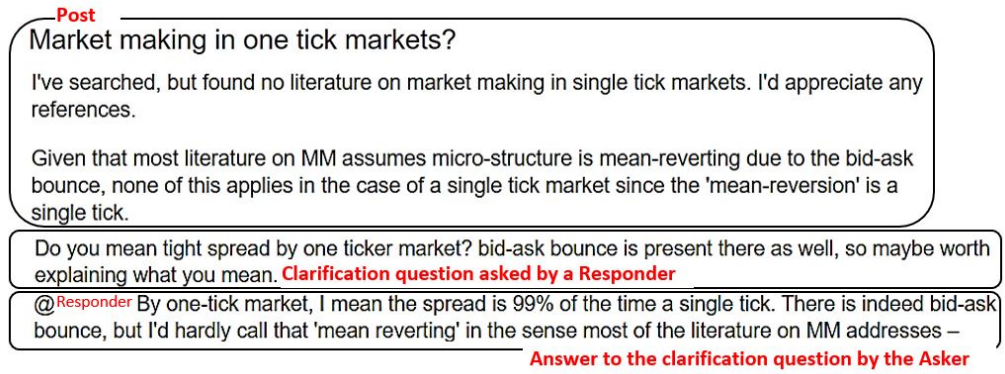 Post
Market making in one tick markets?
I've searched, but found no literature on market making in single tick markets. I'd appreciate any
references.
Given that most literature on MM assumes micro-structure is mean-reverting due to the bid-ask
bounce, none of this applies in the case of a single tick market since the 'mean-reversion' is a
single tick.
Do you mean tight spread by one ticker market? bid-ask bounce is present there as well, so maybe worth
explaining what you mean. Clarification question asked by a Responder
@Responder By one-tick market, I mean the spread is 99% of the time a single tick. There is indeed bid-ask
bounce, but I'd hardly call that 'mean reverting' in the sense most of the literature on MM addresses –
Answer to the clarification question by the Asker